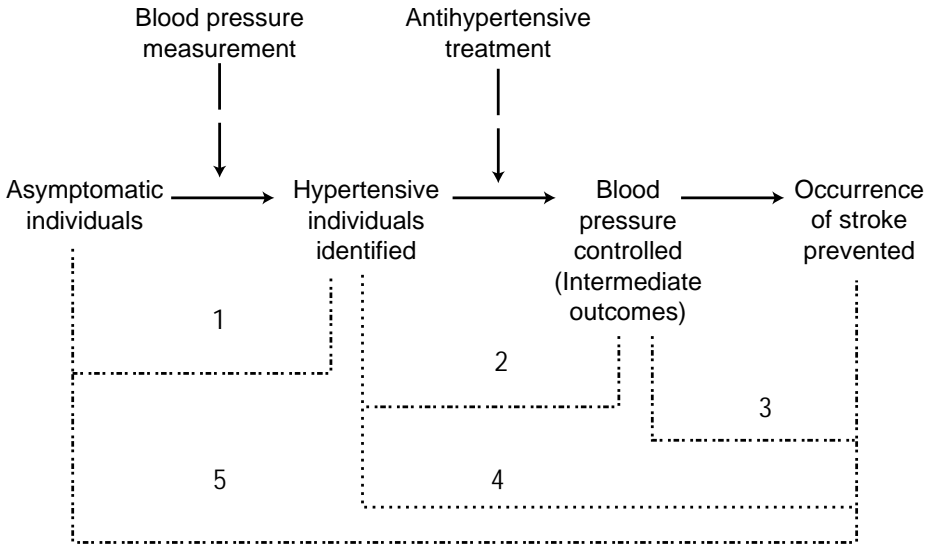 Blood pressure
measurement
Antihypertensive
treatment
Asymptomatic
individuals
Hypertensive
individuals
identified
Blood
pressure
controlled
(Intermediate
outcomes)
Occurrence
of stroke
prevented
1
2
3
5
4